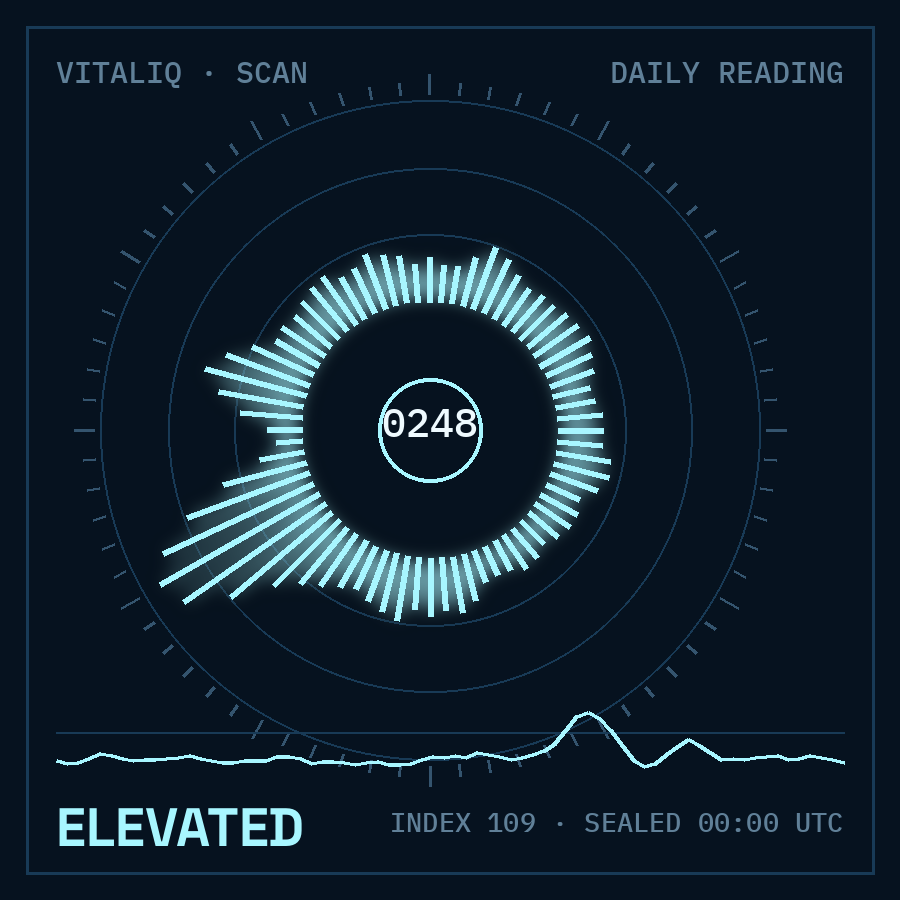 VITALIQ · SCAN
DAILY READING
0248
ELEVATED
INDEX 109 · SEALED 00:00 UTC